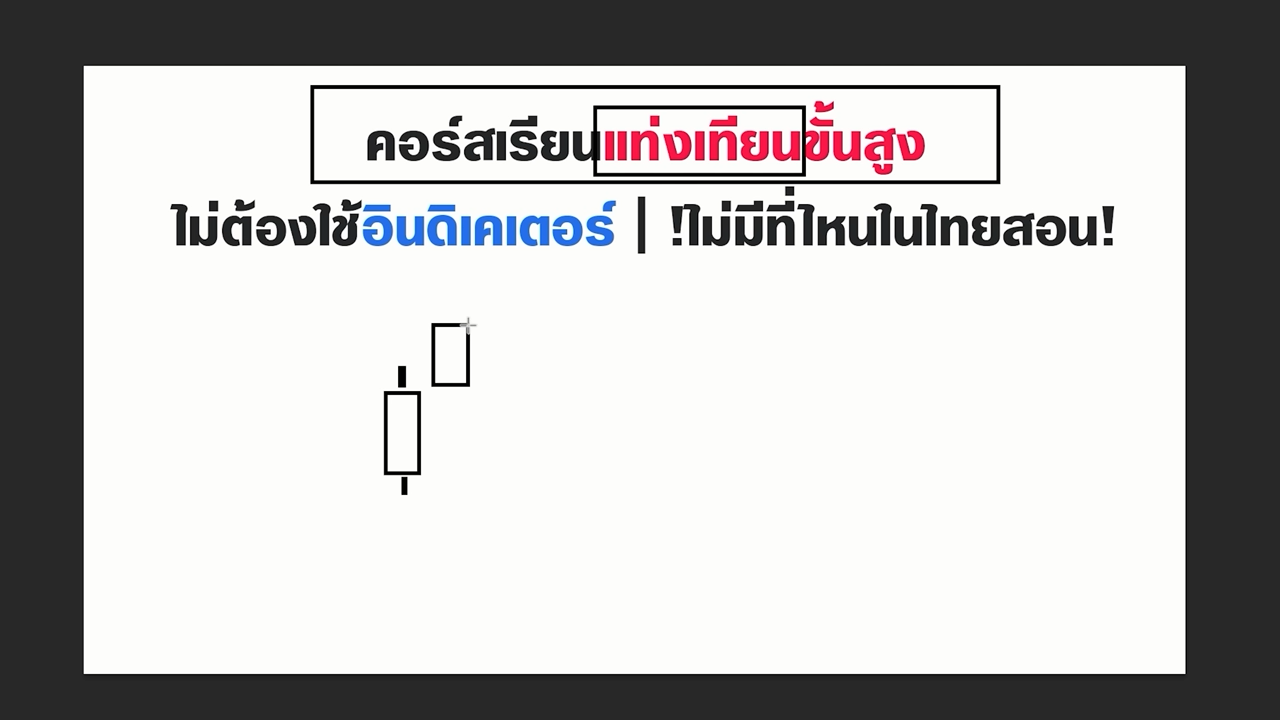 คอร์สเรียนแท่งเทียนขั้นสูง
ไม่ต้องใช้อินดิเคเตอร์ | !ไม่มีที่ไหนในไทยสอน!